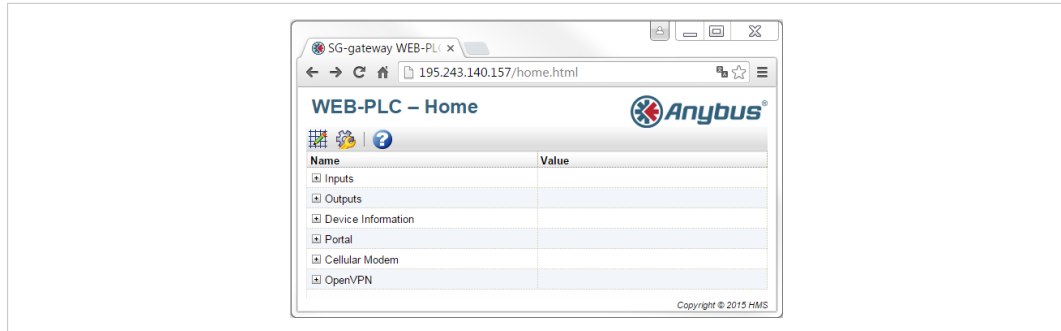 SG-gateway WEB-PL
195.243.140.157/home.html
WEB-PLC – Home
Anybus®
Name Value
Inputs
Outputs
Device Information
Portal
Cellular Modem
OpenVPN
Copyright © 2015 HMS